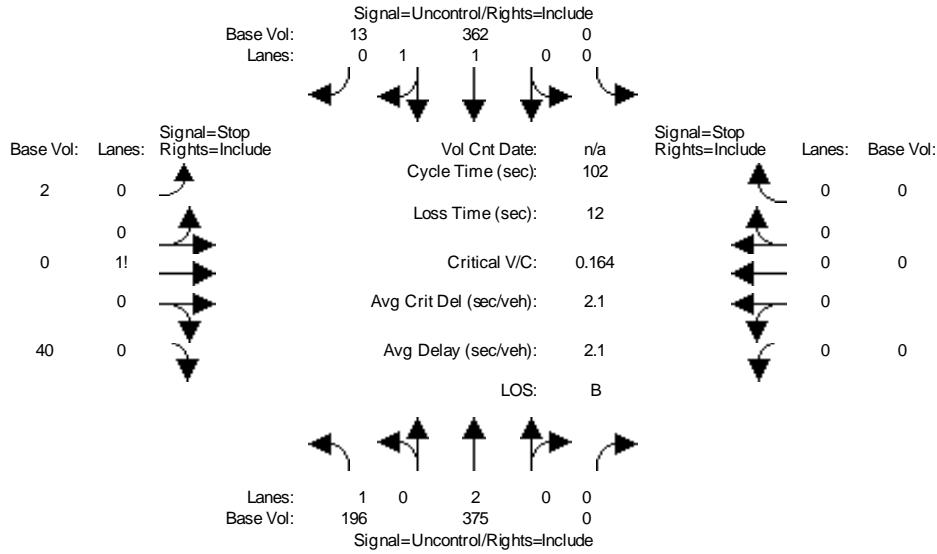 Signal=Uncontrol/Rights=Include
Base Vol: 13 362 0
Lanes: 0 1 1 0 0
Signal=Stop
Base Vol: Lanes: Rights=Include
Vol Cnt Date: n/a
Signal=Stop
Rights=Include Lanes: Base Vol:
Cycle Time (sec): 102
2 0
0 0
Loss Time (sec): 12
0
0
0 1!
Critical V/C: 0.164
0 0
0
Avg Crit Del (sec/veh): 2.1
0
40 0
Avg Delay (sec/veh): 2.1
0 0
LOS: B
Lanes: 1 0 2 0 0
Base Vol: 196 375 0
Signal=Uncontrol/Rights=Include